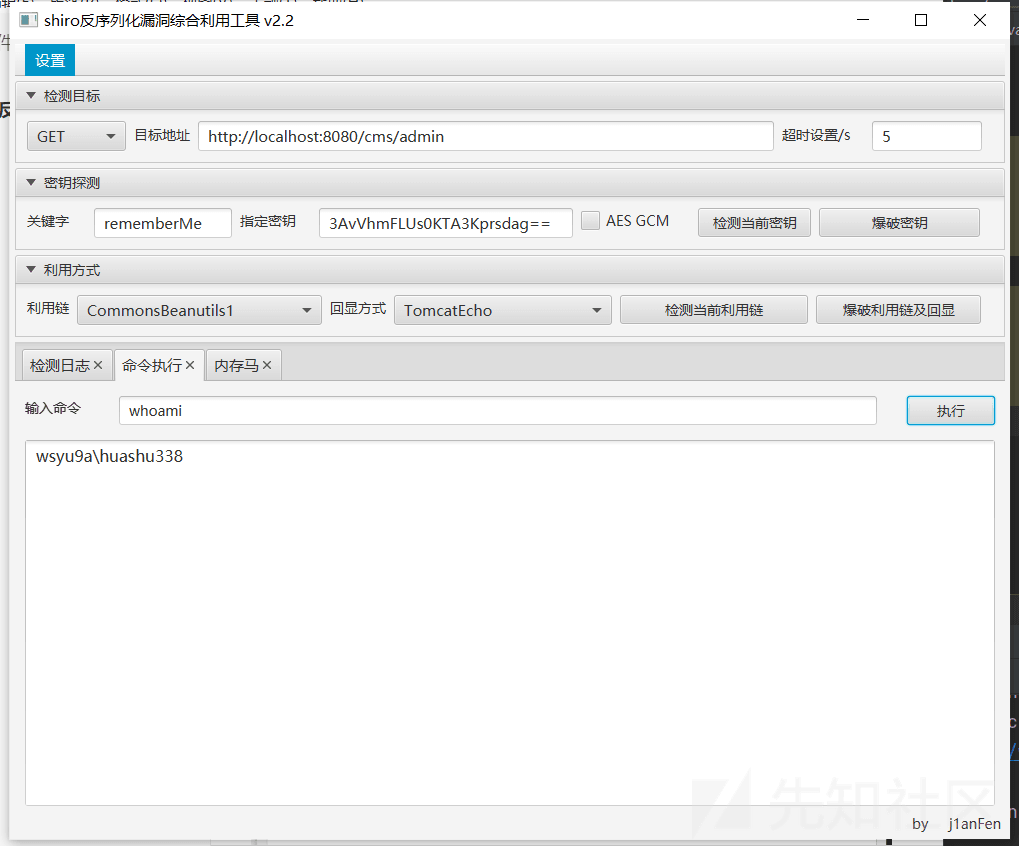 shiro反序列化漏洞综合利用工具 v2.2
设置
检测目标
GET 目标地址 http://localhost:8080/cms/admin 超时设置/s 5
密钥探测
关键字 rememberMe 指定密钥 3AvVhmFLUs0KTA3Kprsdag== AES GCM 检测当前密钥 爆破密钥
利用方式
利用链 CommonsBeanutils1 回显方式 TomcatEcho 检测当前利用链 爆破利用链及回显
检测日志 命令执行 内存马
输入命令 whoami 执行
wsyu9a\huashu338
先知社区
by j1anFen